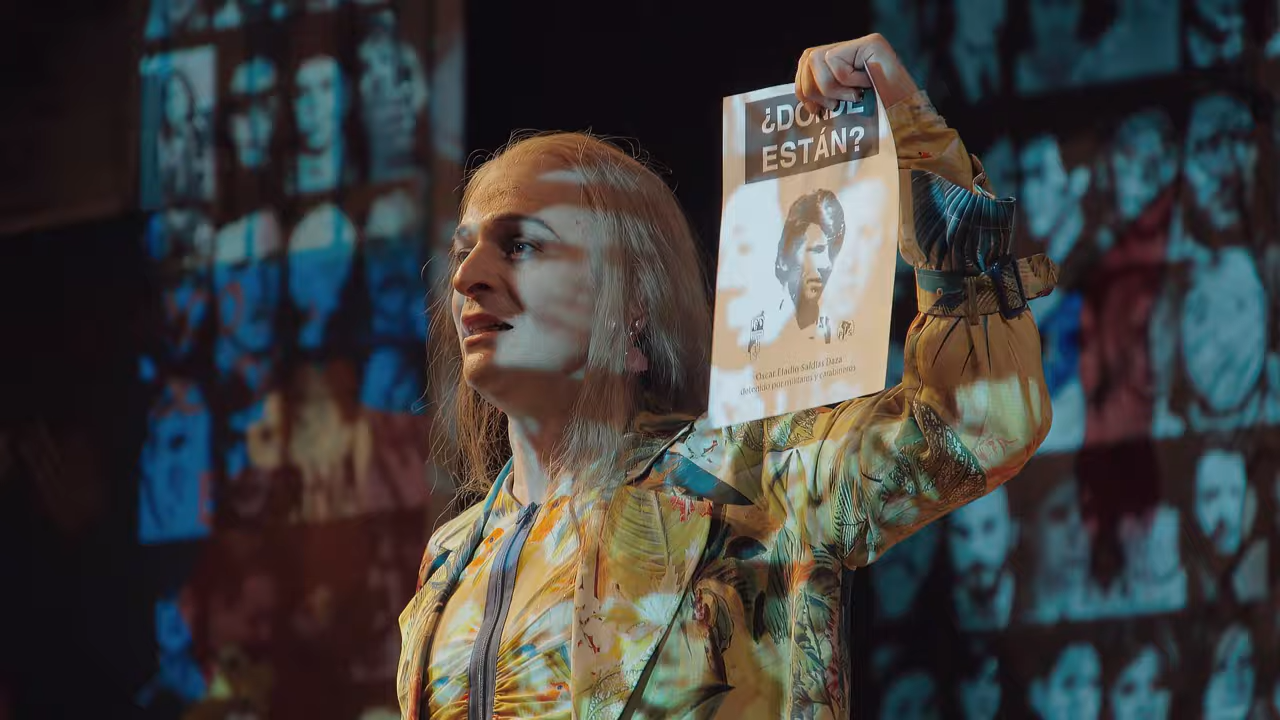 ¿DONDE
ESTÁN?
Oscar Eladio Saldías Daza
detenido por militares y carabineros